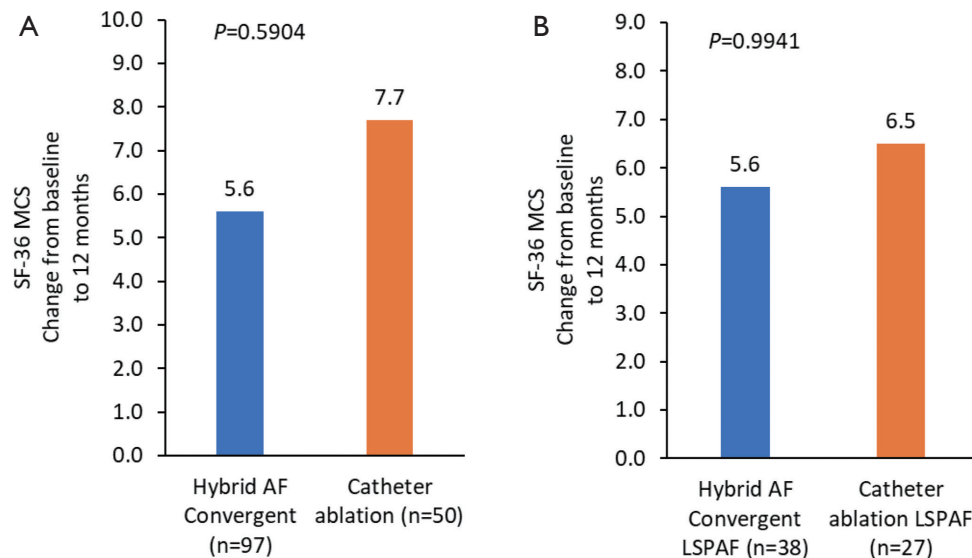 A
P=0.5904
SF-36 MCS
Change from baseline
to 12 months
10.0
9.0
8.0
7.0
6.0
5.0
4.0
3.0
2.0
1.0
0.0
5.6
7.7
Hybrid AF
Convergent
(n=97)
Catheter
ablation (n=50)
B
P=0.9941
SF-36 MCS
Change from baseline
to 12 months
9.0
8.0
7.0
6.0
5.0
4.0
3.0
2.0
1.0
0.0
5.6
6.5
Hybrid AF
Convergent
LSPAF (n=38)
Catheter
ablation LSPAF
(n=27)